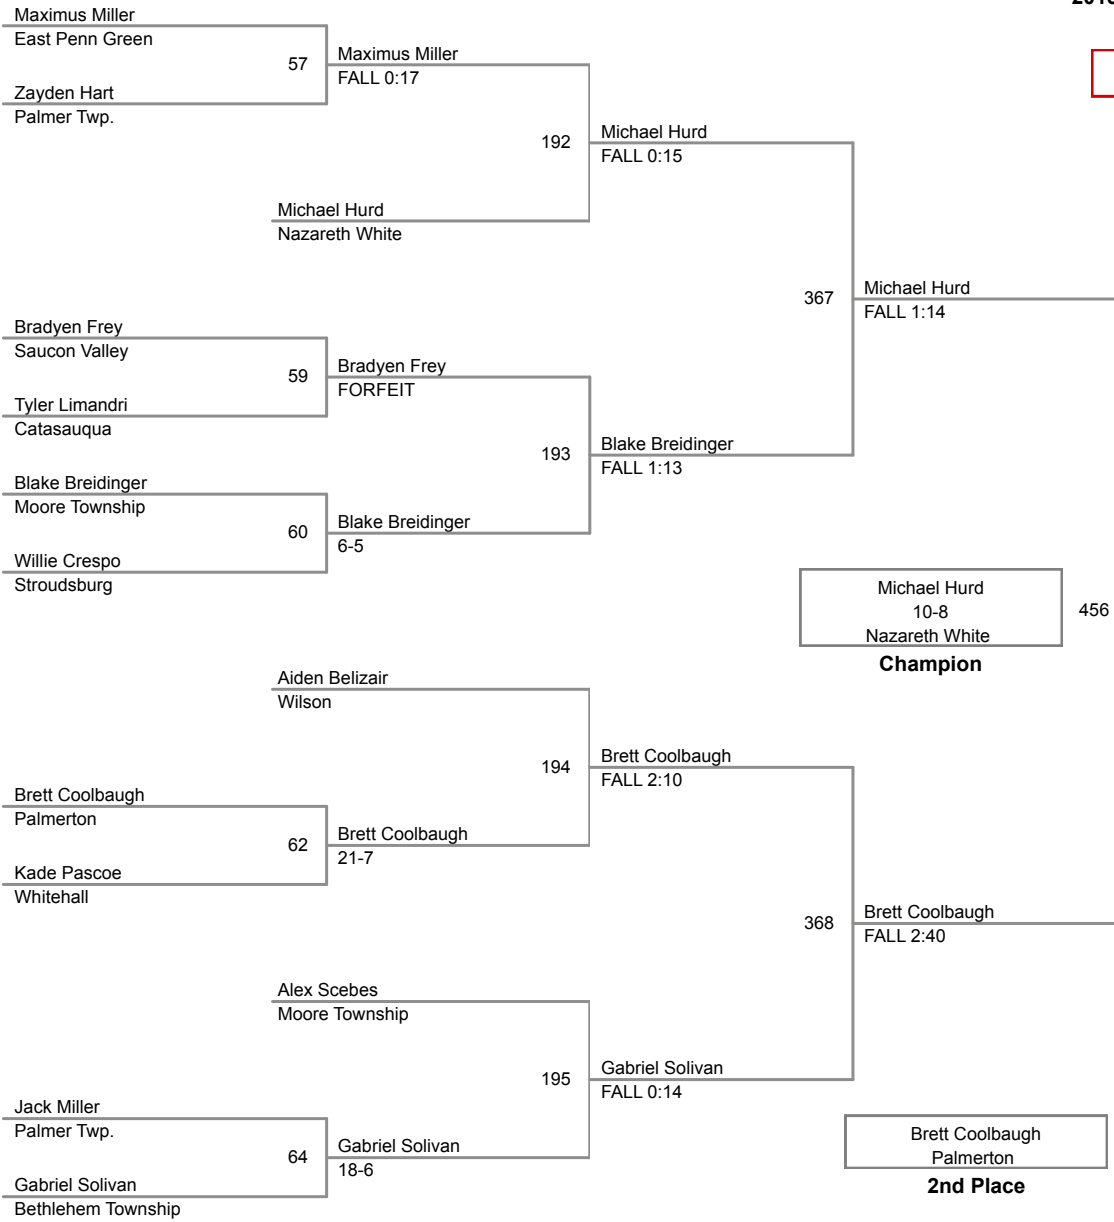 Maximus Miller
East Penn Green
57
Maximus Miller
FALL 0:17
Zayden Hart
Palmer Twp.
192
Michael Hurd
FALL 0:15
Michael Hurd
Nazareth White
367
Michael Hurd
FALL 1:14
Bradyen Frey
Saucon Valley
59
Bradyen Frey
FORFEIT
Tyler Limandri
Catasauqua
193
Blake Breidinger
FALL 1:13
Blake Breidinger
Moore Township
60
Blake Breidinger
6-5
Willie Crespo
Stroudsburg
Michael Hurd
10-8
Nazareth White
456
Champion
Aiden Belizair
Wilson
194
Brett Coolbaugh
FALL 2:10
Brett Coolbaugh
Palmerton
62
Brett Coolbaugh
21-7
Kade Pascoe
Whitehall
368
Brett Coolbaugh
FALL 2:40
Alex Scebes
Moore Township
195
Gabriel Solivan
FALL 0:14
Jack Miller
Palmer Twp.
64
Gabriel Solivan
18-6
Gabriel Solivan
Bethlehem Township
Brett Coolbaugh
Palmerton
2nd Place